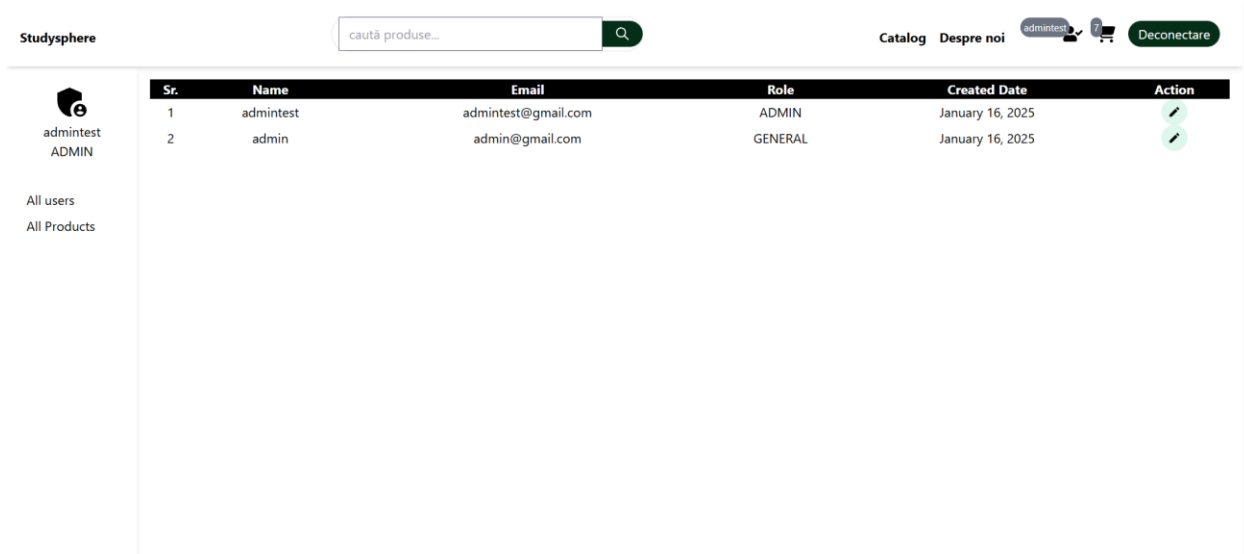 Studysphere caută produse... Catalog Despre noi admintest 7 Deconectare
admintest
ADMIN
All users
All Products
Sr. Name Email Role Created Date Action
1 admintest admintest@gmail.com ADMIN January 16, 2025
2 admin admin@gmail.com GENERAL January 16, 2025